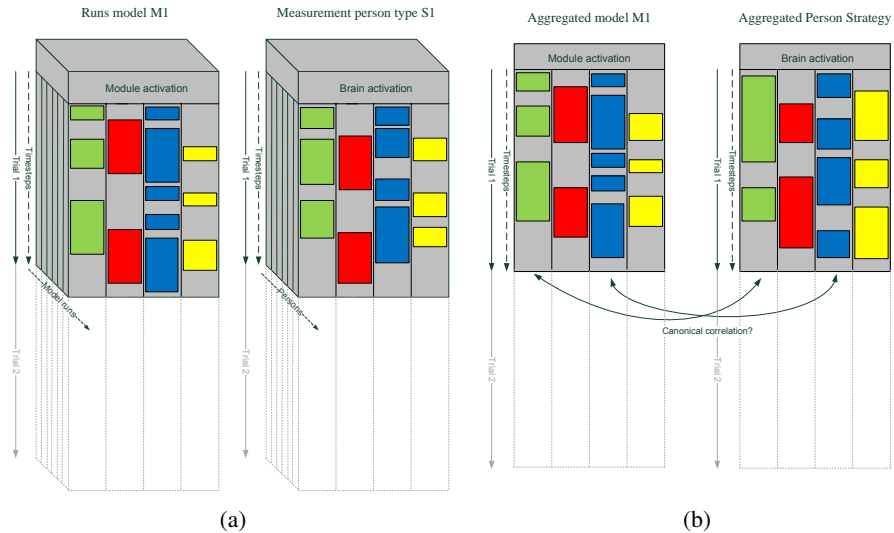 Runs model M1
Measurement person type S1
Aggregated model M1
Aggregated Person Strategy
Module activation
Brain activation
Module activation
Brain activation
Trial 1
Timesteps
Trial 1
Timesteps
Trial 1
Timesteps
Trial 1
Timesteps
Model runs
Persons
Canonical correlation?
Trial 2
Trial 2
Trial 2
Trial 2
(a)
(b)